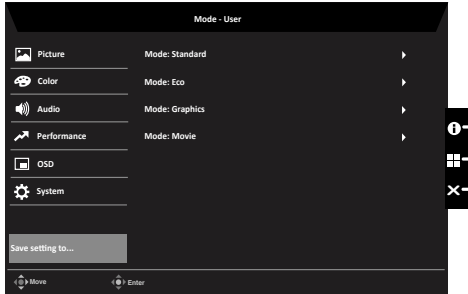 Mode - User
Picture
Mode: Standard
Color
Mode: Eco
Audio
Mode: Graphics
Performance
Mode: Movie
OSD
System
Save setting to...
Move
Enter